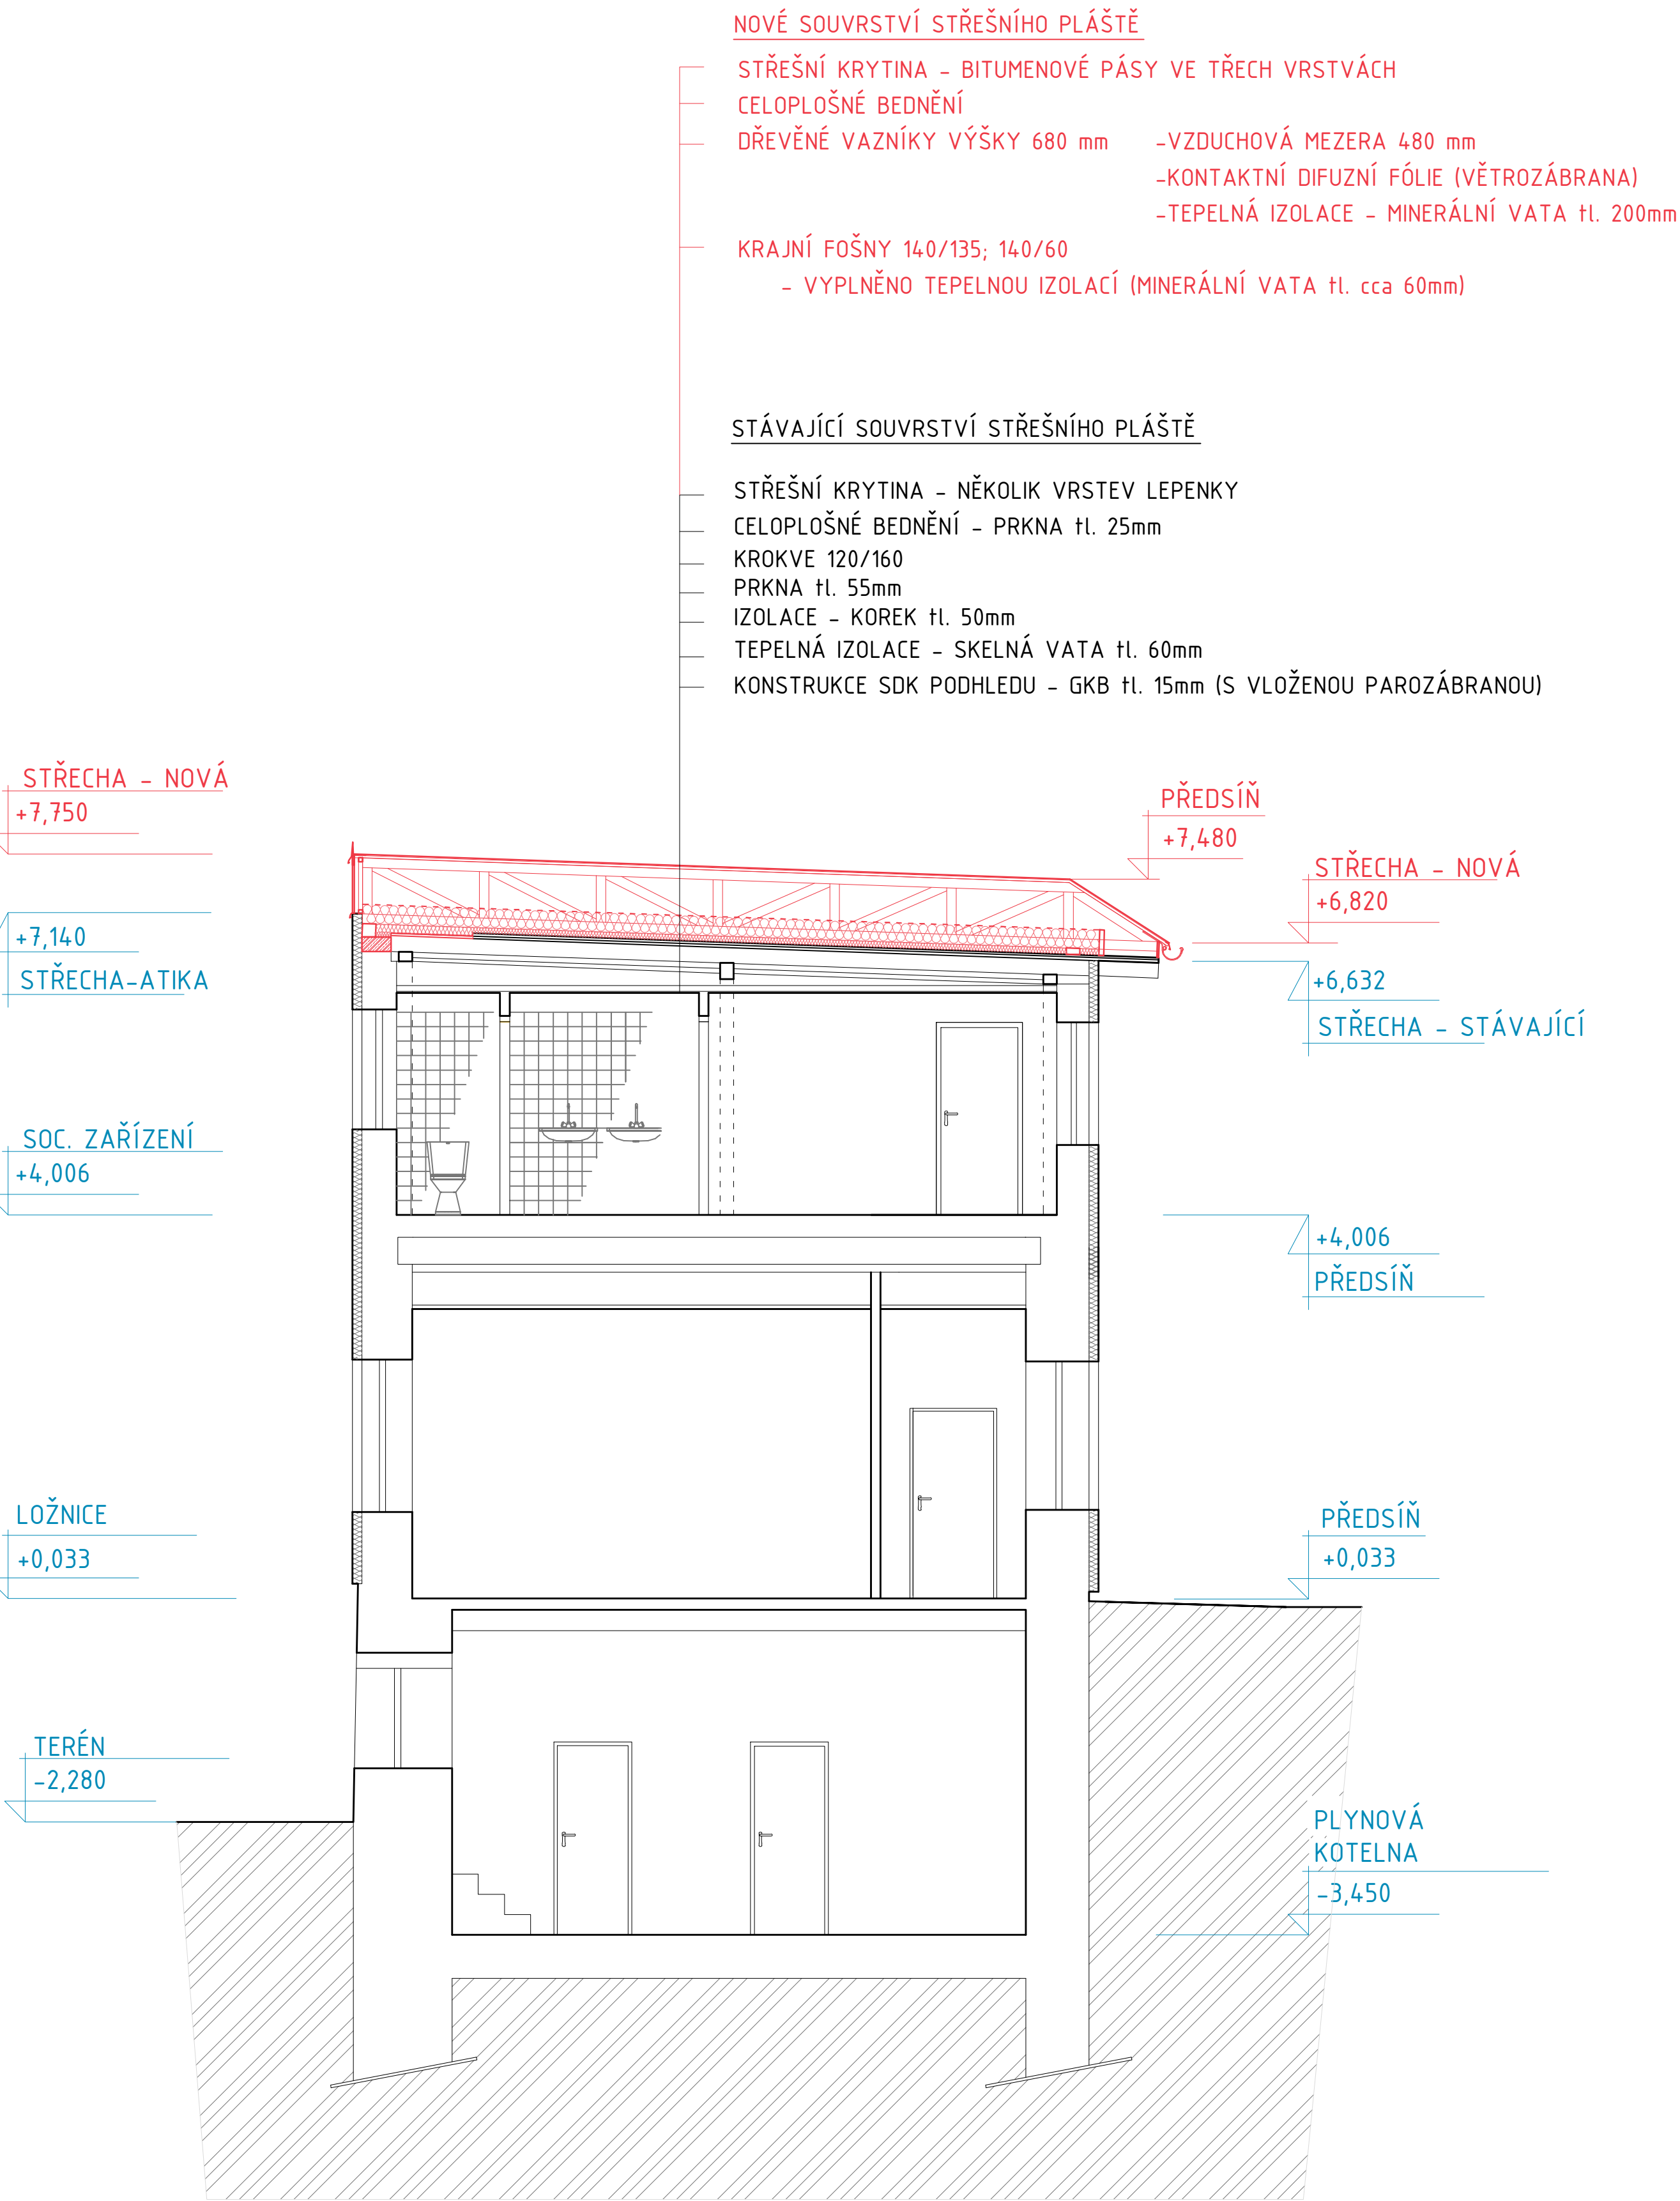 NOVÉ SOUVRSTVÍ STŘEŠNÍHO PLÁŠTĚ
STŘEŠNÍ KRYTINA - BITUMENOVÉ PÁSY VE TŘECH VRSTVÁCH
CELOPLOŠNÉ BEDNĚNÍ
DŘEVĚNÉ VAZNÍKY VÝŠKY 680 mm -VZDUCHOVÁ MEZERA 480 mm
-KONTAKTNÍ DIFUZNÍ FÓLIE (VĚTROZÁBRANA)
-TEPELNÁ IZOLACE - MINERÁLNÍ VATA tl. 200mm
KRAJNÍ FOŠNY 140/135; 140/60
- VYPLNĚNO TEPELNOU IZOLACÍ (MINERÁLNÍ VATA tl. cca 60mm)
STÁVAJÍCÍ SOUVRSTVÍ STŘEŠNÍHO PLÁŠTĚ
STŘEŠNÍ KRYTINA - NĚKOLIK VRSTEV LEPENKY
CELOPLOŠNÉ BEDNĚNÍ - PRKNA tl. 25mm
KROKVE 120/160
PRKNA tl. 55mm
IZOLACE - KOREK tl. 50mm
TEPELNÁ IZOLACE - SKELNÁ VATA tl. 60mm
KONSTRUKCE SDK PODHLEDU - GKB tl. 15mm (S VLOŽENOU PAROZÁBRANOU)
STŘECHA - NOVÁ
+7,750
PŘEDSÍŇ
+7,480
STŘECHA - NOVÁ
+6,820
+7,140
STŘECHA-ATIKA
+6,632
STŘECHA - STÁVAJÍCÍ
SOC. ZAŘÍZENÍ
+4,006
+4,006
PŘEDSÍŇ
LOŽNICE
+0,033
PŘEDSÍŇ
+0,033
TERÉN
-2,280
PLYNOVÁ
KOTELNA
-3,450